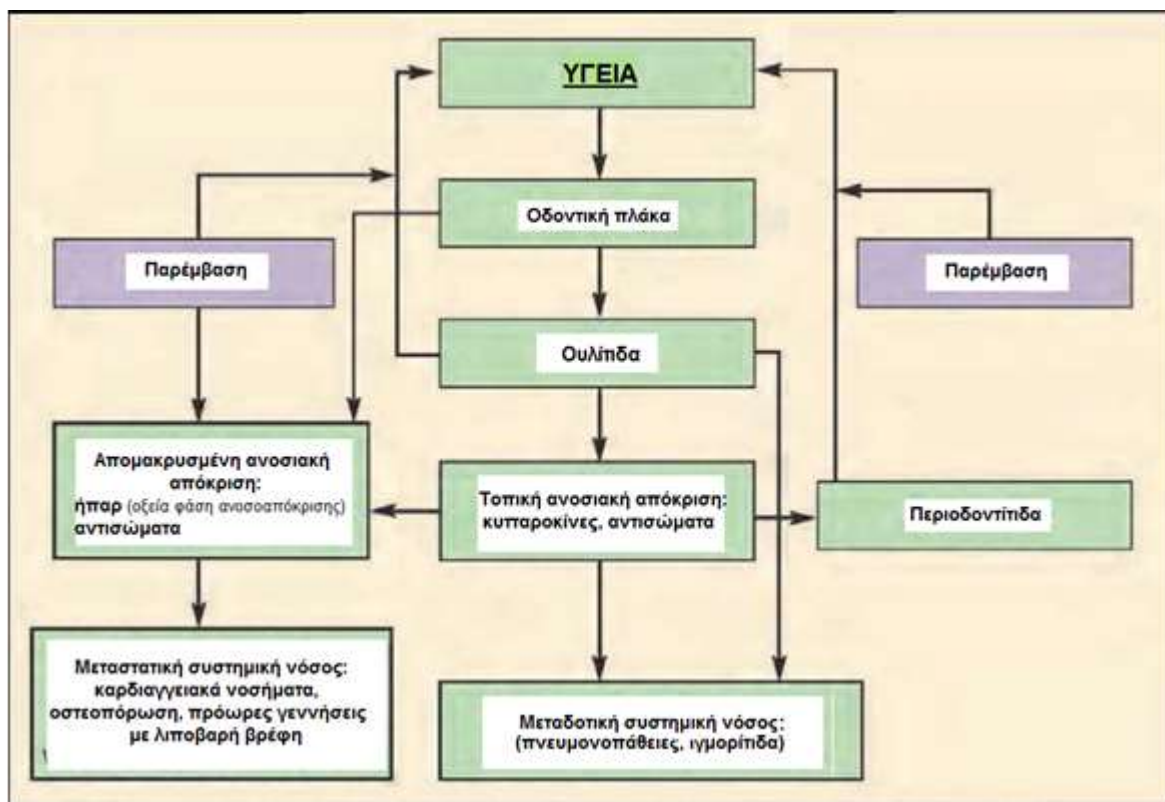 ΥΓΕΙΑ
Οδοντική πλάκα
Παρέμβαση
Παρέμβαση
Ουλίτιδα
Απομακρυσμένη ανοσιακή
απόκριση:
ήπαρ (οξεία φάση ανοσοαπόκρισης)
αντισώματα
Τοπική ανοσιακή απόκριση:
κυτταροκίνες, αντισώματα
Περιοδοντίτιδα
Μεταστατική συστημική νόσος:
καρδιαγγειακά νοσήματα,
οστεοπόρωση, πρόωρες γεννήσεις
με λιποβαρή βρέφη
Μεταδοτική συστημική νόσος:
(πνευμονοπάθειες, ιγμορίτιδα)